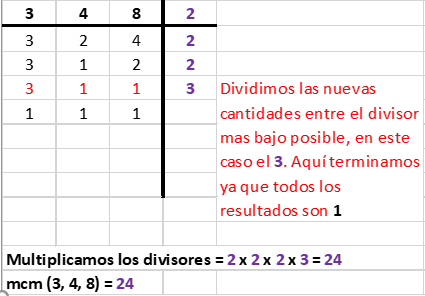 3 4 8 2
3 2 4 2
3 1 2 2
3 1 1 3
1 1 1
Dividimos las nuevas
cantidades entre el divisor
mas bajo posible, en este
caso el 3. Aquí terminamos
ya que todos los
resultados son 1
Multiplicamos los divisores = 2 x 2 x 2 x 3 = 24
mcm (3, 4, 8) = 24